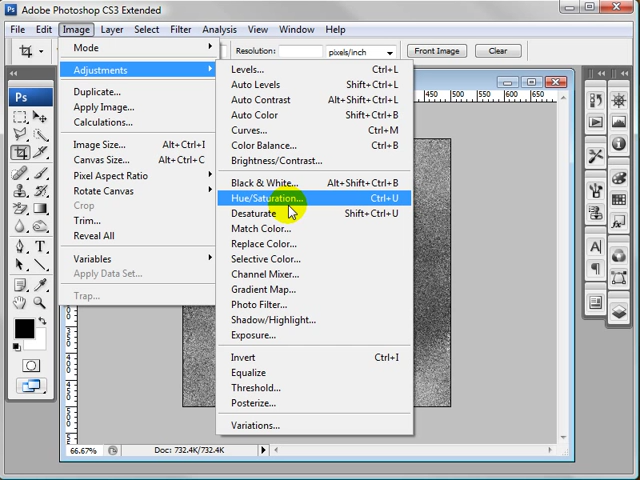 Adobe Photoshop CS3 Extended
File Edit Image Layer Select Filter Analysis View Window Help
Resolution: pixels/inch Front Image Clear
Mode
Adjustments
Duplicate...
Apply Image...
Calculations...
Image Size... Alt+Ctrl+I
Canvas Size... Alt+Ctrl+C
Pixel Aspect Ratio
Rotate Canvas
Crop
Trim...
Reveal All
Variables
Apply Data Set...
Trap...
Levels... Ctrl+L
Auto Levels Shift+Ctrl+L
Auto Contrast Alt+Shift+Ctrl+L
Auto Color Shift+Ctrl+B
Curves... Ctrl+M
Color Balance... Ctrl+B
Brightness/Contrast...
Black & White... Alt+Shift+Ctrl+B
Hue/Saturation... Ctrl+U
Desaturate Shift+Ctrl+U
Match Color...
Replace Color...
Selective Color...
Channel Mixer...
Gradient Map...
Photo Filter...
Shadow/Highlight...
Exposure...
Invert Ctrl+I
Equalize
Threshold...
Posterize...
Variations...
Ps
450 500 550 600
66.67% Doc: 732.4K/732.4K